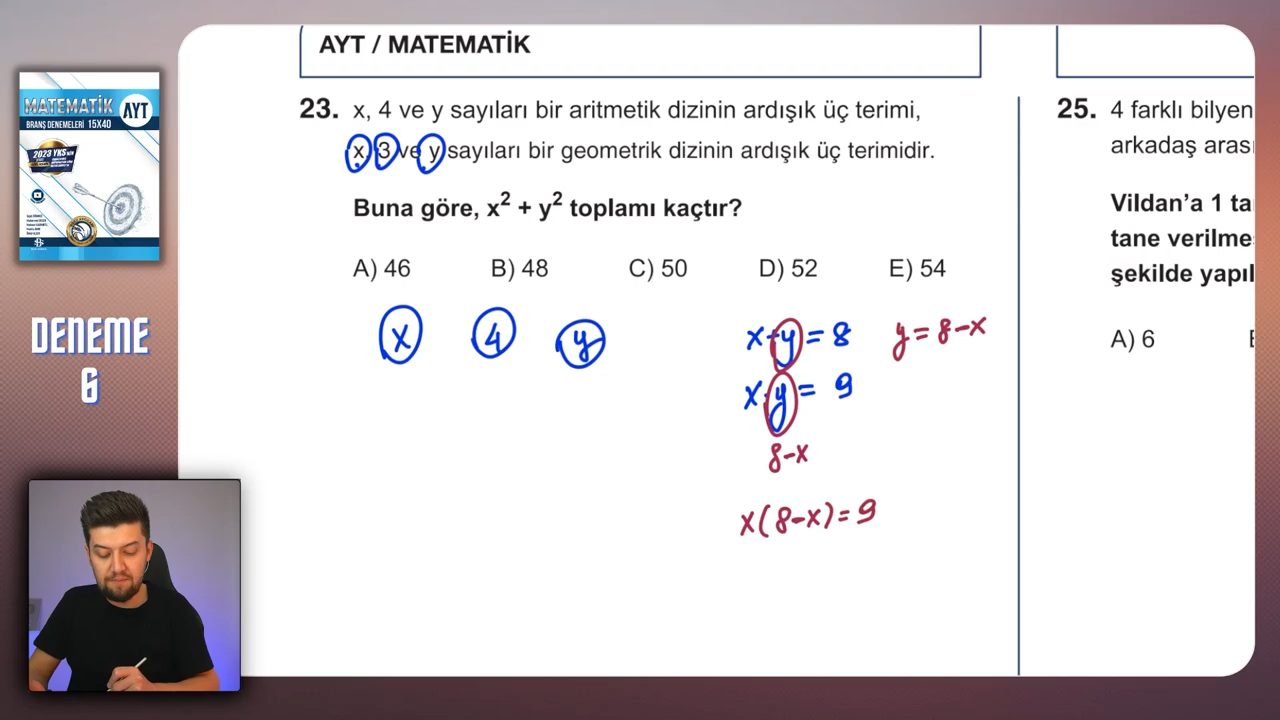 AYT / MATEMATİK
MATEMATİK AYT
BRANŞ DENEMELERİ 15X40
2023 YKS'NİN
DENEME
6
23. x, 4 ve y sayıları bir aritmetik dizinin ardışık üç terimi,
x, 3 ve y sayıları bir geometrik dizinin ardışık üç terimidir.
Buna göre, x² + y² toplamı kaçtır?
A) 46 B) 48 C) 50 D) 52 E) 54
x 4 y
x+y = 8 y = 8-x
x.y = 9
8-x
x(8-x)=9
25. 4 farklı bilyen
arkadaş aras
Vildan'a 1 ta
tane verilme
şekilde yapıl
A) 6